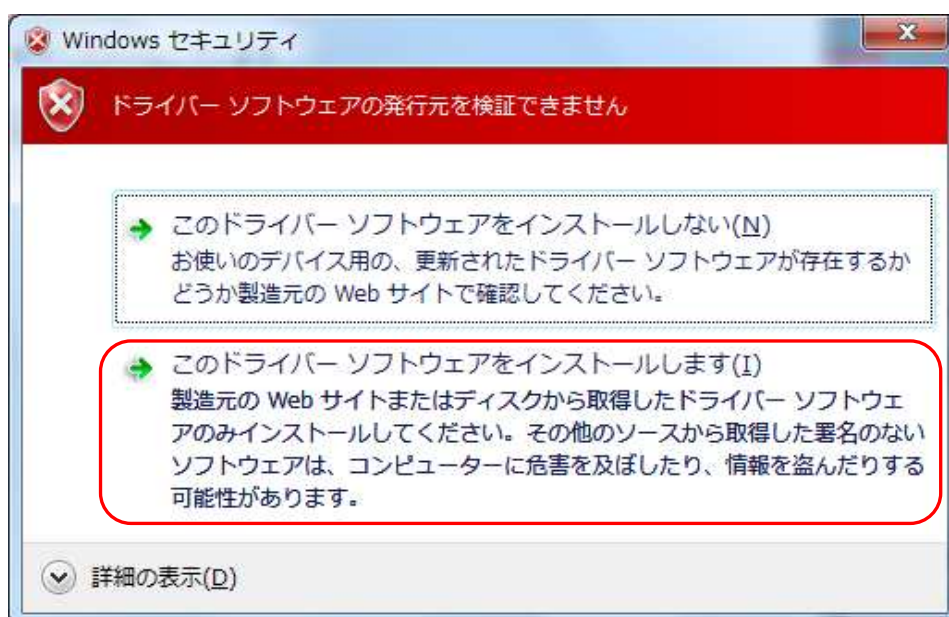 Windows セキュリティ
ドライバー ソフトウェアの発行元を検証できません
このドライバー ソフトウェアをインストールしない(N)
お使いのデバイス用の、更新されたドライバー ソフトウェアが存在するか
どうか製造元の Web サイトで確認してください。
このドライバー ソフトウェアをインストールします(I)
製造元の Web サイトまたはディスクから取得したドライバー ソフトウェ
アのみインストールしてください。その他のソースから取得した署名のない
ソフトウェアは、コンピューターに危害を及ぼしたり、情報を盗んだりする
可能性があります。
詳細の表示(D)